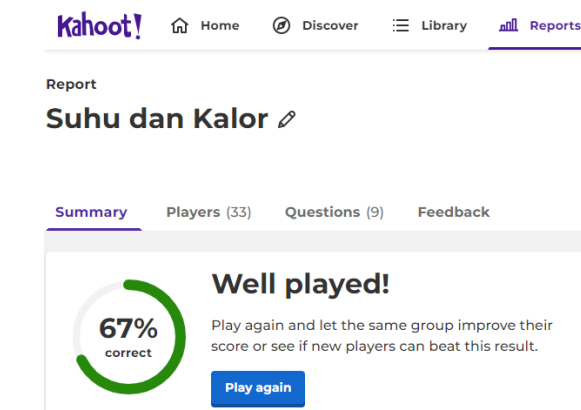 Kahoot! Home Discover Library Reports
Report
Suhu dan Kalor
Summary Players (33) Questions (9) Feedback
Well played!
67%
correct
Play again and let the same group improve their
score or see if new players can beat this result.
Play again